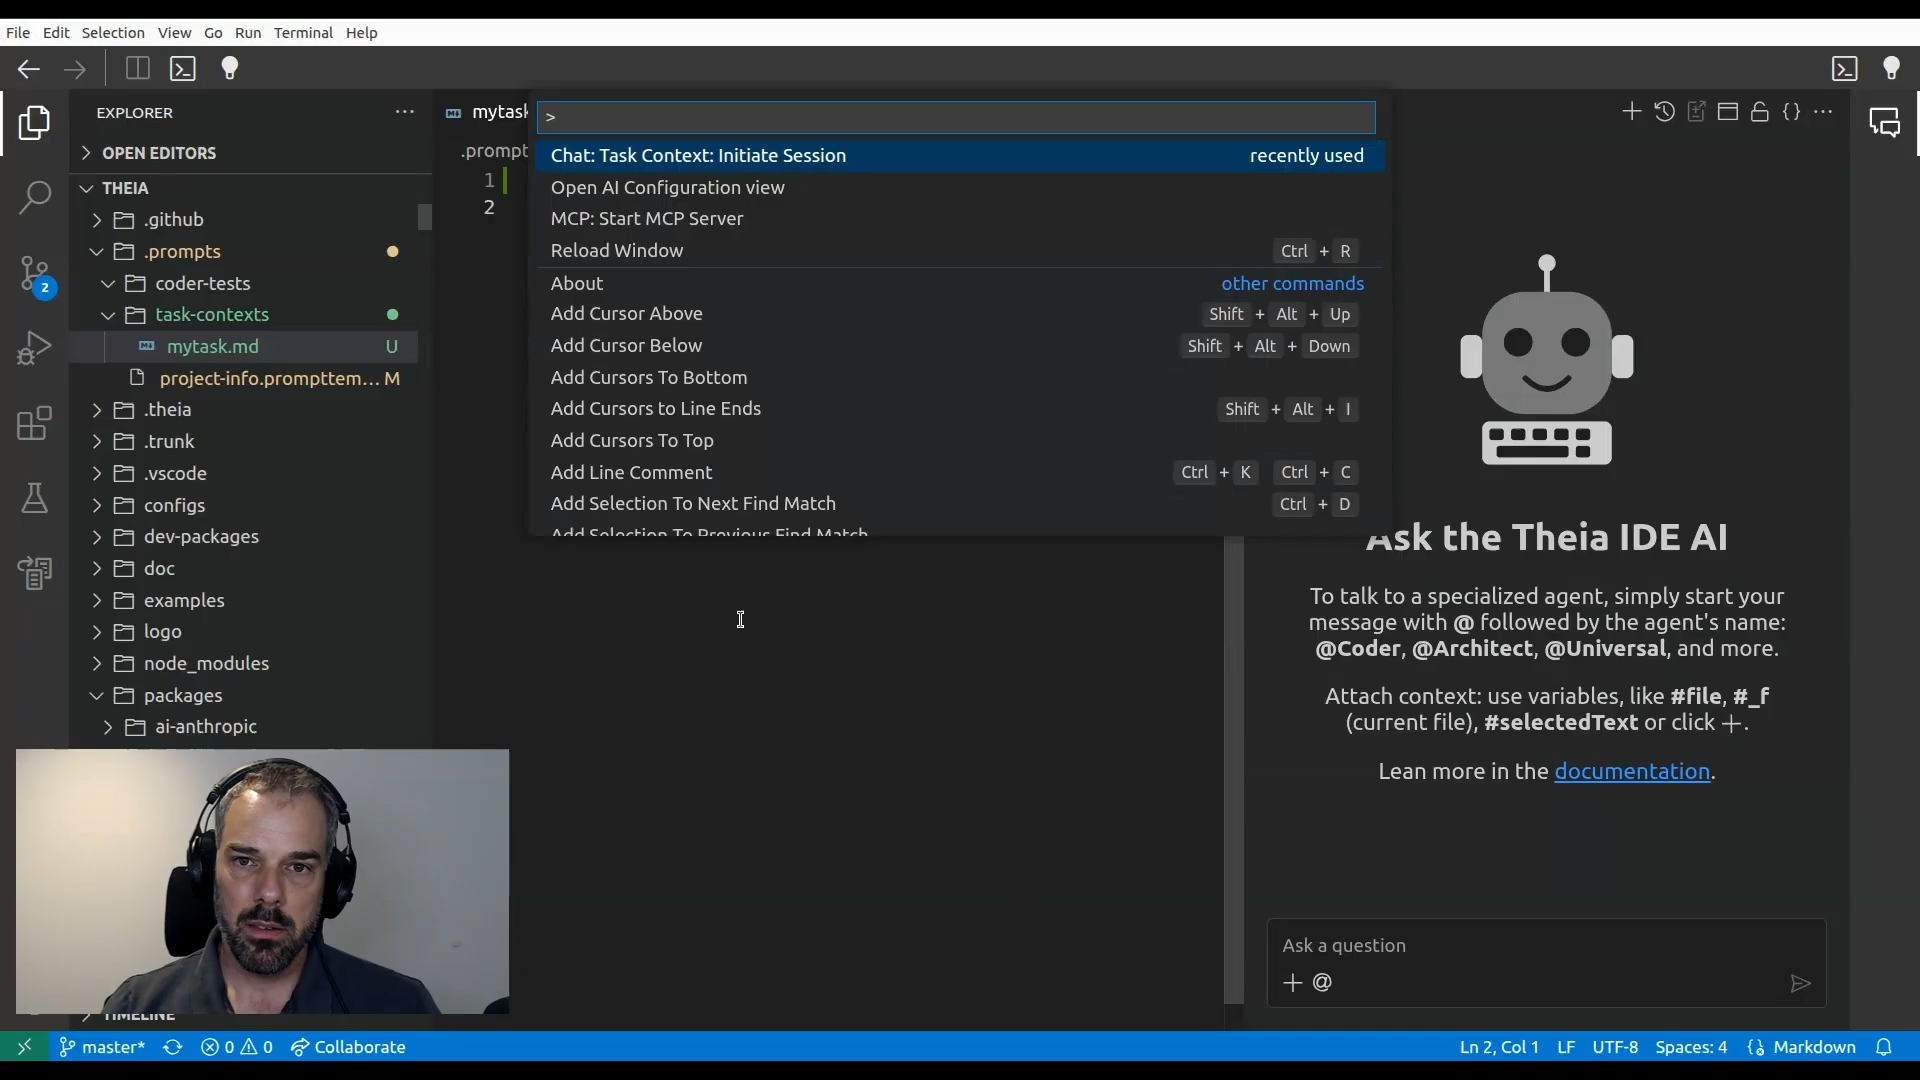 File Edit Selection View Go Run Terminal Help
EXPLORER
OPEN EDITORS
THEIA
.github
.prompts
coder-tests
task-contexts
mytask.md U
project-info.prompttem... M
.theia
.trunk
.vscode
configs
dev-packages
doc
examples
logo
node_modules
packages
ai-anthropic
TIMELINE
2
mytask
.prompt
1
2
>
Chat: Task Context: Initiate Session recently used
Open AI Configuration view
MCP: Start MCP Server
Reload Window Ctrl + R
About other commands
Add Cursor Above Shift + Alt + Up
Add Cursor Below Shift + Alt + Down
Add Cursors To Bottom
Add Cursors to Line Ends Shift + Alt + I
Add Cursors To Top
Add Line Comment Ctrl + K Ctrl + C
Add Selection To Next Find Match Ctrl + D
Add Selection To Previous Find Match
Ask the Theia IDE AI
To talk to a specialized agent, simply start your
message with @ followed by the agent's name:
@Coder, @Architect, @Universal, and more.
Attach context: use variables, like #file, #_f
(current file), #selectedText or click +.
Lean more in the documentation.
Ask a question
+ @
master* 0 0 Collaborate
Ln 2, Col 1 LF UTF-8 Spaces: 4 Markdown